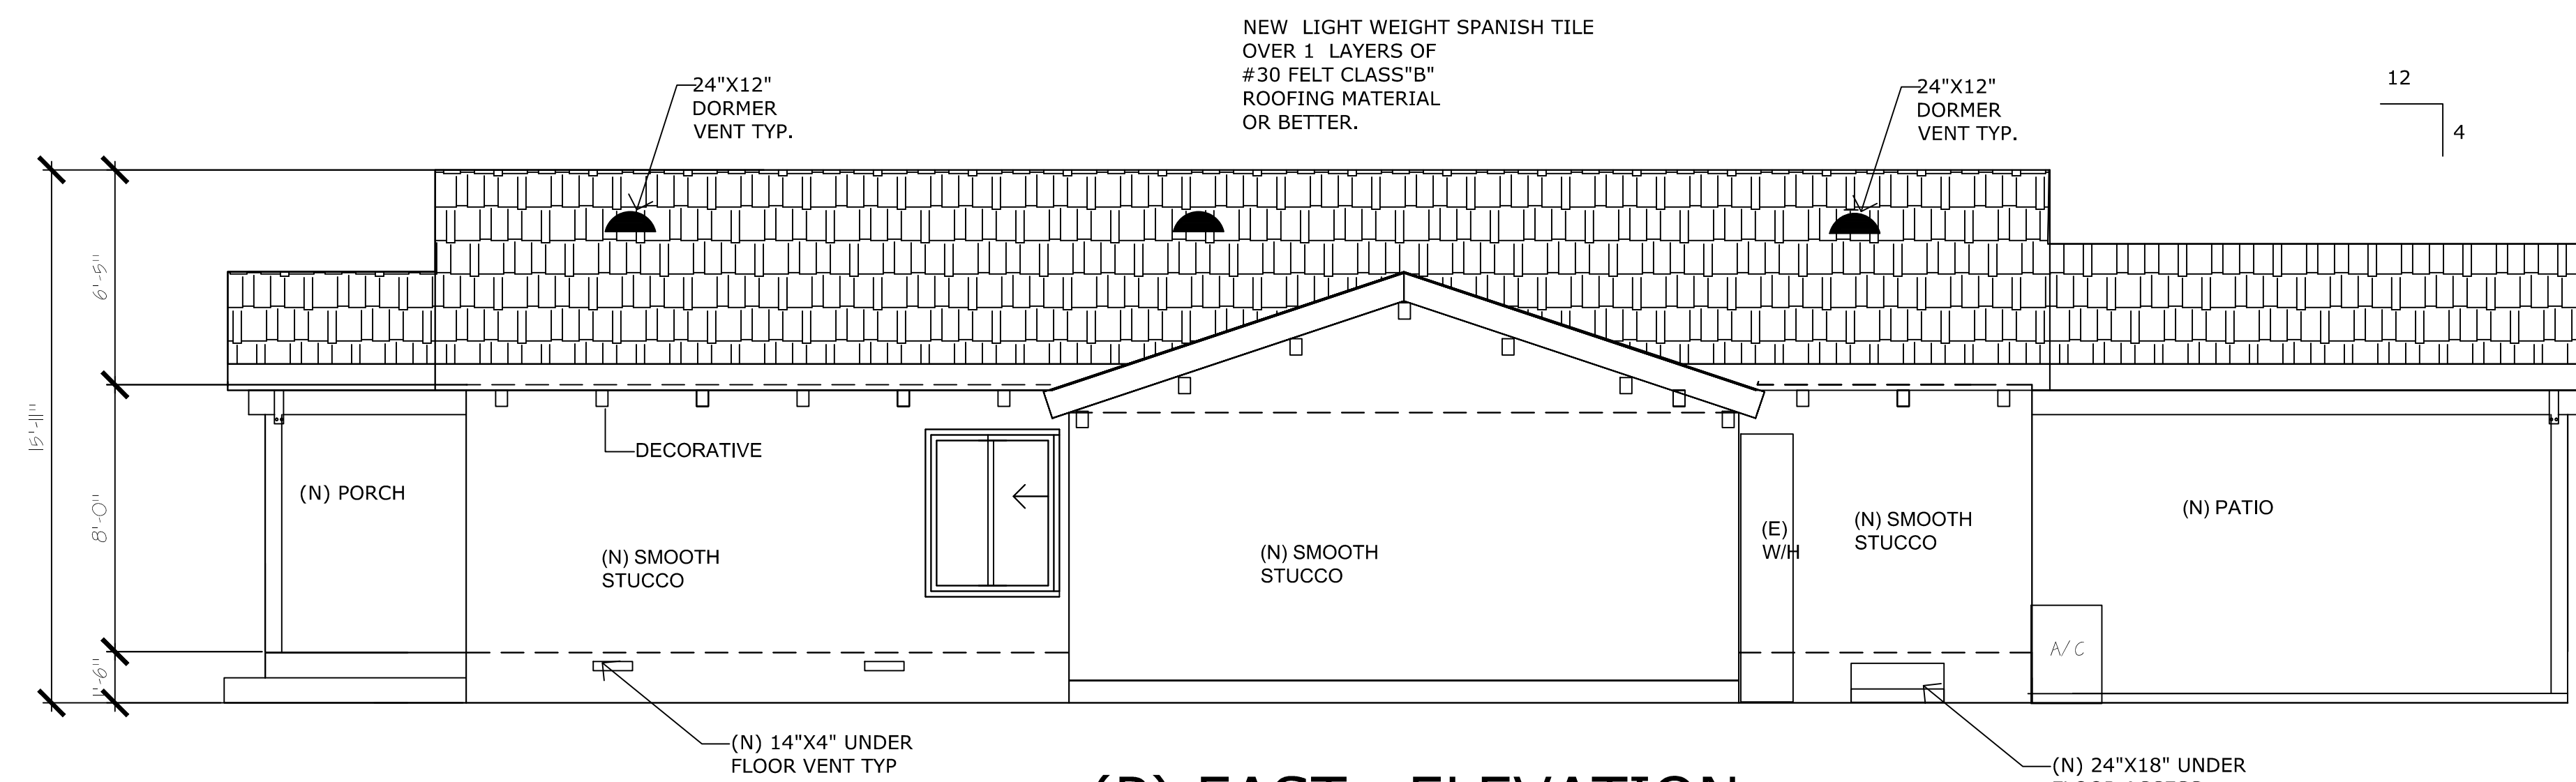 NEW LIGHT WEIGHT SPANISH TILE
OVER 1 LAYERS OF
#30 FELT CLASS"B"
ROOFING MATERIAL
OR BETTER.
24"X12"
DORMER
VENT TYP.
24"X12"
DORMER
VENT TYP.
12
4
6'-5"
15'-11"
8'-0"
1'-6"
DECORATIVE
(N) PORCH
(N) SMOOTH
STUCCO
(N) SMOOTH
STUCCO
(E)
W/H
(N) SMOOTH
STUCCO
(N) PATIO
A/C
(N) 14"X4" UNDER
FLOOR VENT TYP
(N) 24"X18" UNDER
EAST ELEVATION